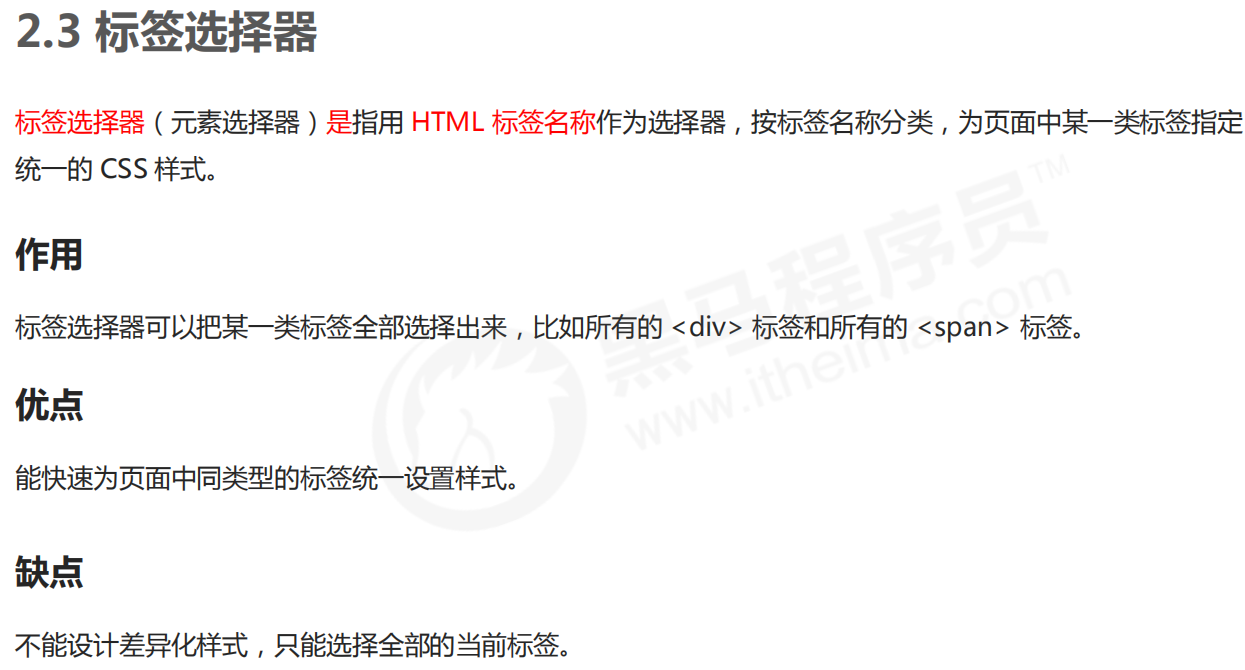 2.3 标签选择器
标签选择器（元素选择器）是指用 HTML 标签名称作为选择器，按标签名称分类，为页面中某一类标签指定
统一的 CSS 样式。
作用
标签选择器可以把某一类标签全部选择出来，比如所有的 <div> 标签和所有的 <span> 标签。
优点
能快速为页面中同类型的标签统一设置样式。
缺点
不能设计差异化样式，只能选择全部的当前标签。
黑马程序员™
www.itheima.com